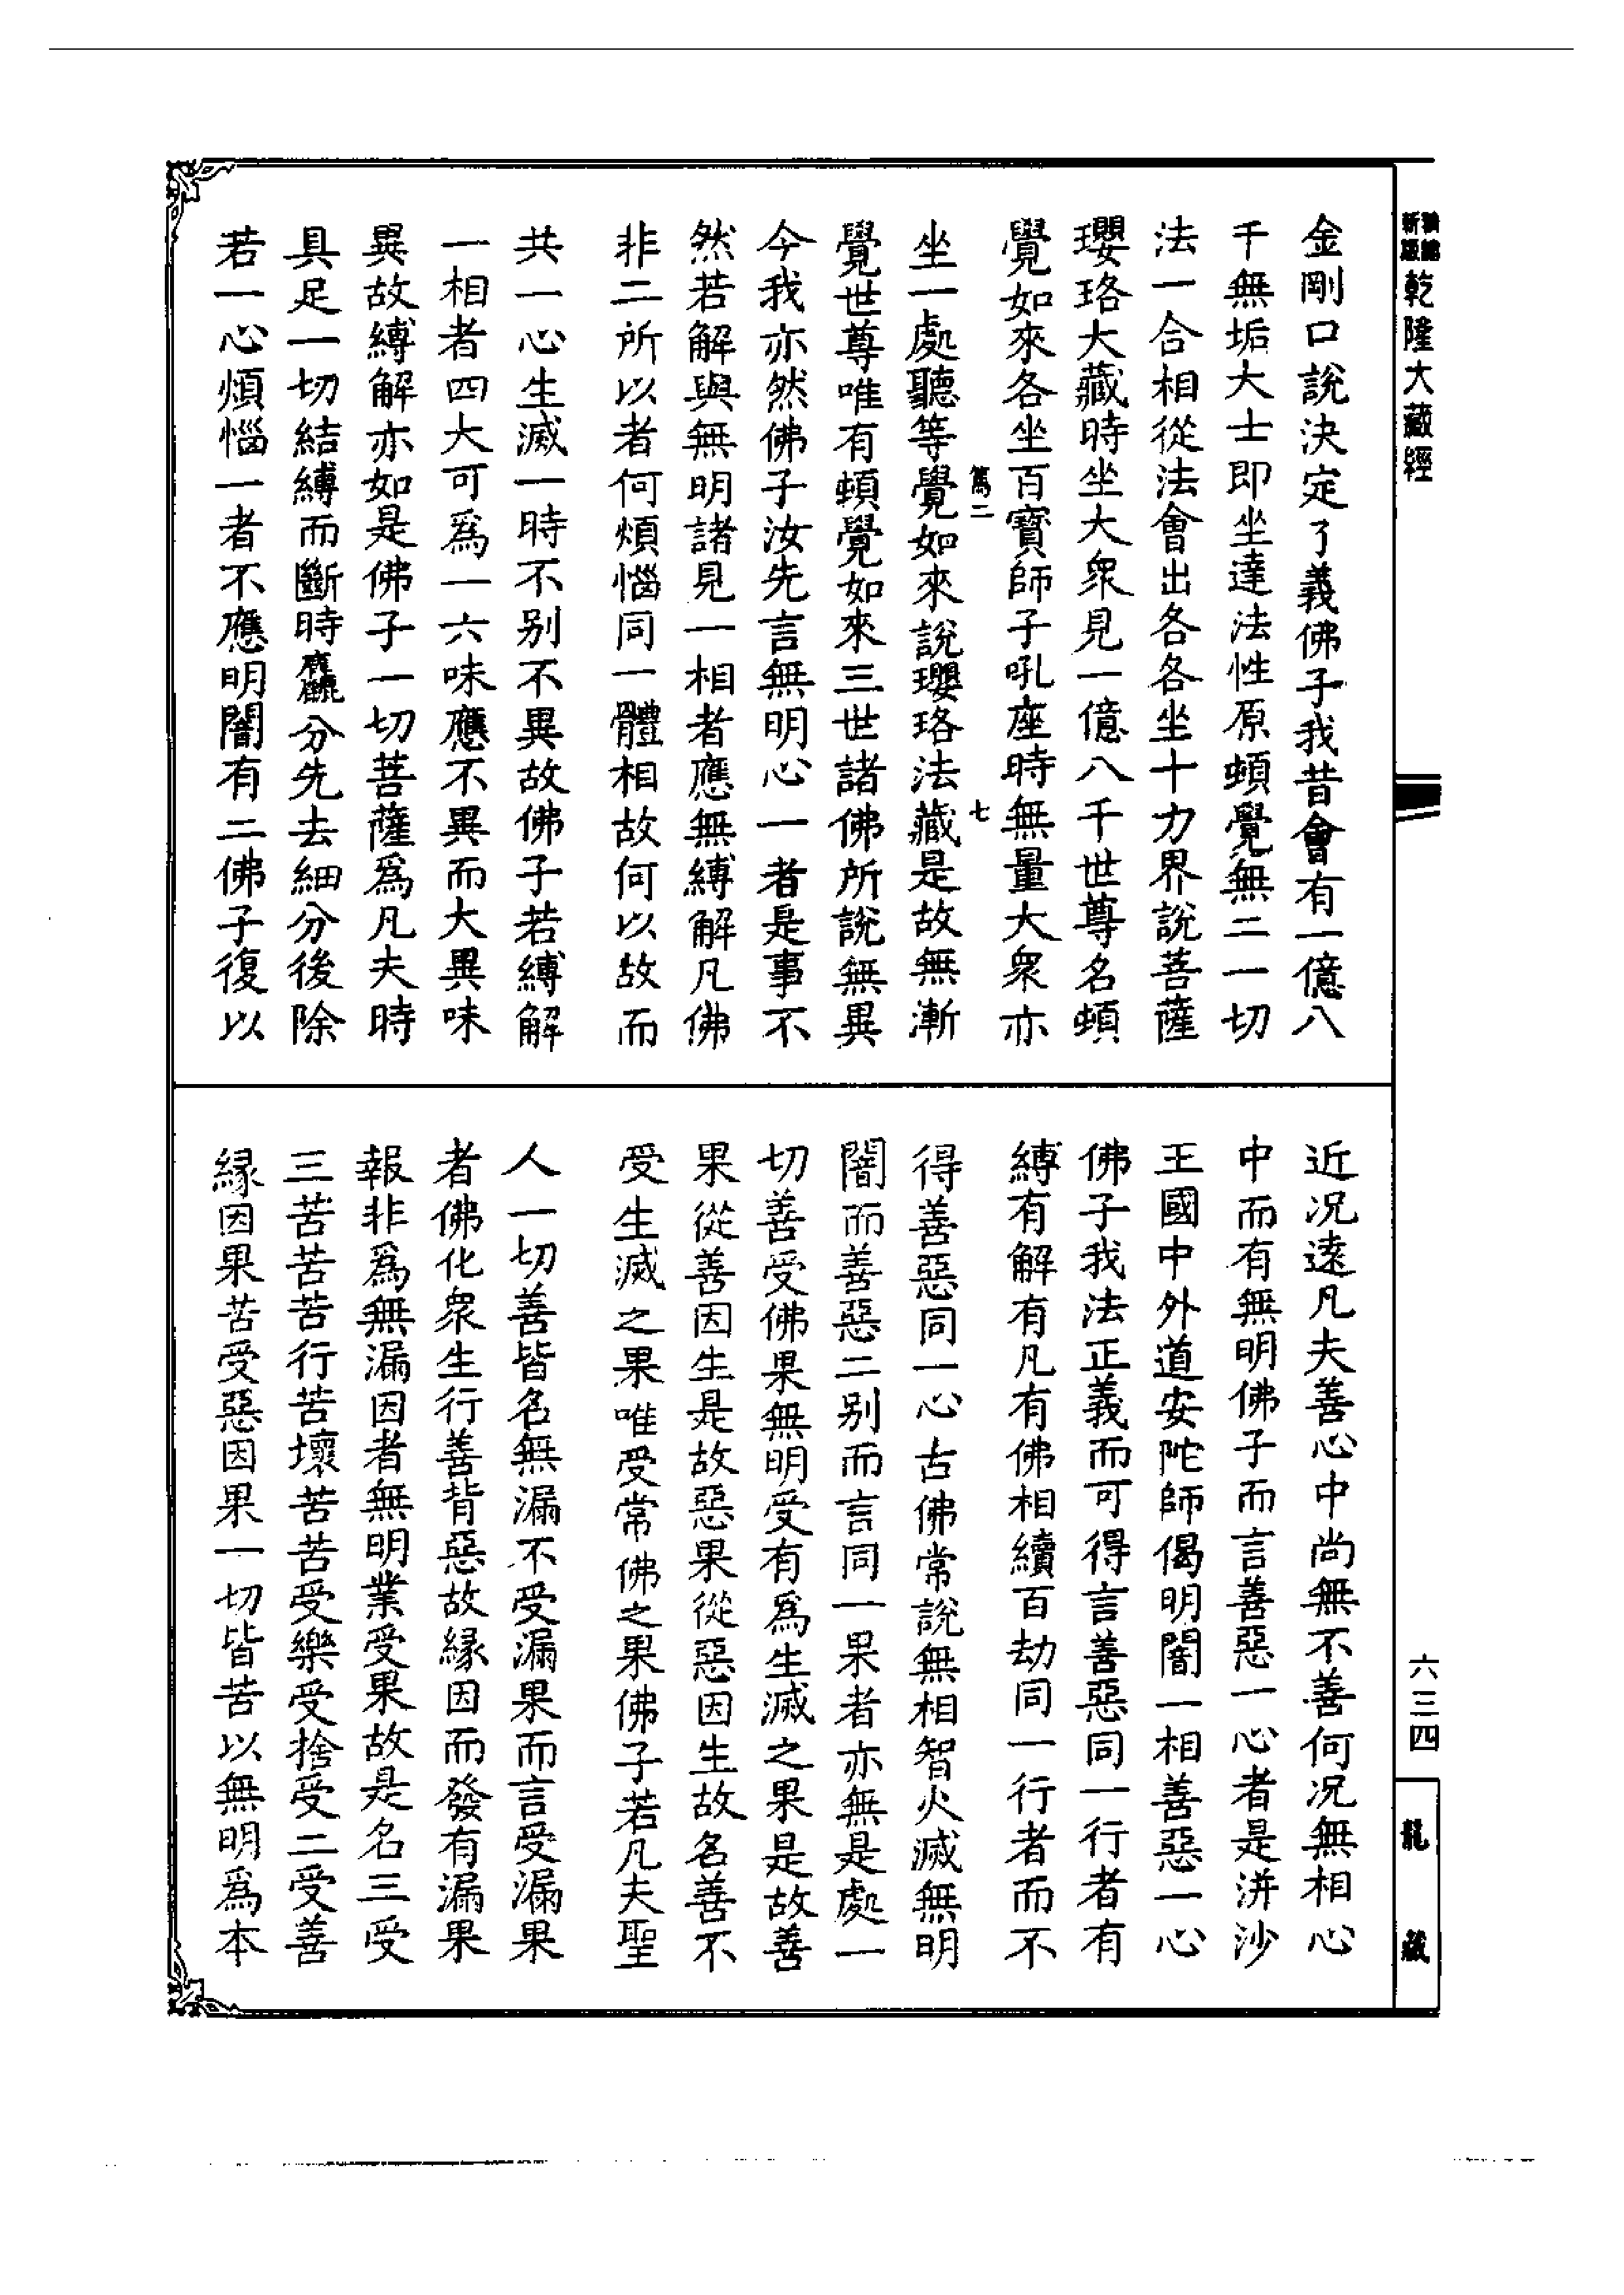 乾隆大藏經
金剛口說決定了義佛子我昔會有一億八
千無垢大士即坐達法性原頓覺無二一切
法一合相從法會出各各坐十力界說菩薩
瓔珞大藏時坐大衆見一億八千世尊名頓
覺如來各坐百寶師子吼座時無量大衆亦
篤二 七
坐一處聽等覺如來說瓔珞法藏是故無漸
覺世尊唯有頓覺如來三世諸佛所說無異
今我亦然佛子汝先言無明心一者是事不
然若解與無明諸見一相者應無縛解凡佛
非二所以者何煩惱同一體相故何以故而
共一心生滅一時不别不異故佛子若縛解
一相者四大可爲一六味應不異而大異味
異故縛解亦如是佛子一切菩薩爲凡夫時
具足一切結縛而斷時麤分先去細分後除
若一心煩惱一者不應明闇有二佛子復以
近况遠凡夫善心中尚無不善何况無相心
中而有無明佛子而言善惡一心者是洴沙
王國中外道安陀師偈明闇一相善惡一心
佛子我法正義而可得言善惡同一行者有
縛有解有凡有佛相續百劫同一行者而不
得善惡同一心古佛常說無相智火滅無明
闇而善惡二别而言同一果者亦無是處一
切善受佛果無明受有爲生滅之果是故善
果從善因生是故惡果從惡因生故名善不
受生滅之果唯受常佛之果佛子若凡夫聖
人一切善皆名無漏不受漏果而言受漏果
者佛化衆生行善背惡故緣因而發有漏果
報非爲無漏因者無明業受果故是名三受
三苦苦苦行苦壞苦苦受樂受捨受二受善
緣因果苦受惡因果一切皆苦以無明爲本
六三四
龍藏